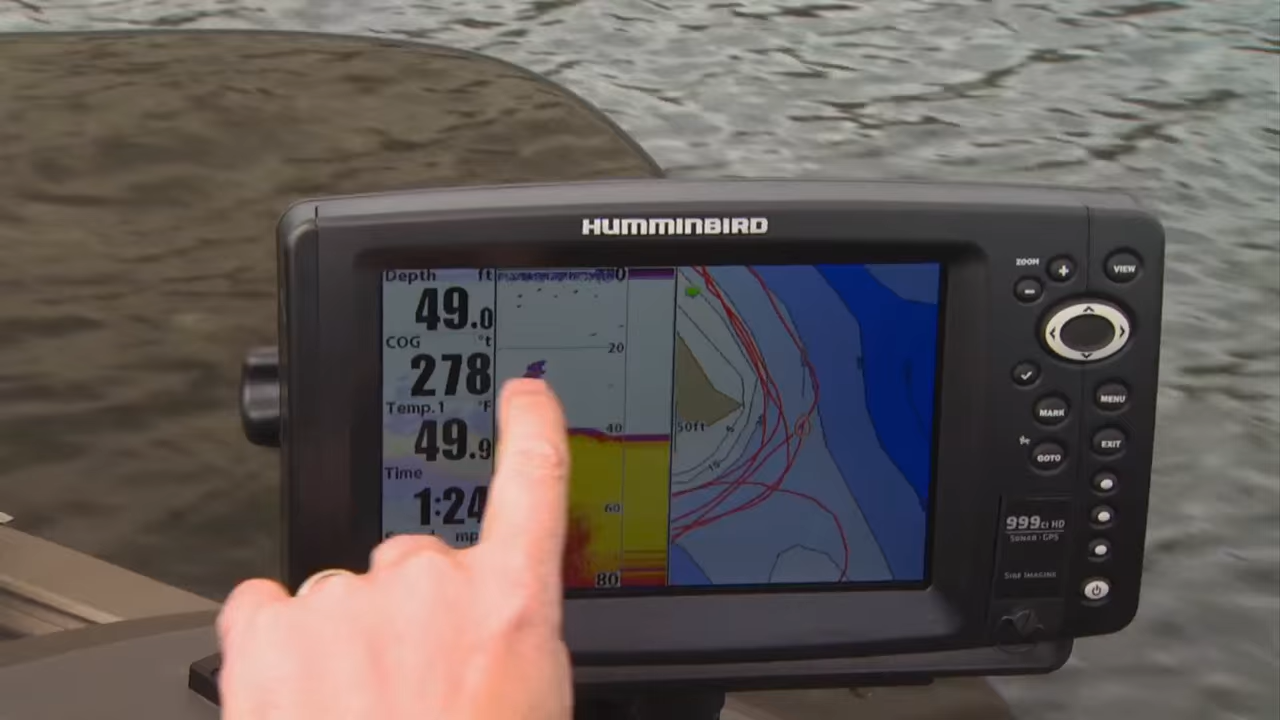 HUMMINBIRD
Depth ft
49.0
COG °t
278
Temp.1 °F
49.9
Time
1:24
mp
0
20
40
60
80
50ft
ZOOM
+
-
VIEW
MARK
MENU
GOTO
EXIT
999ci HD
SONAR·GPS
SIDE IMAGING